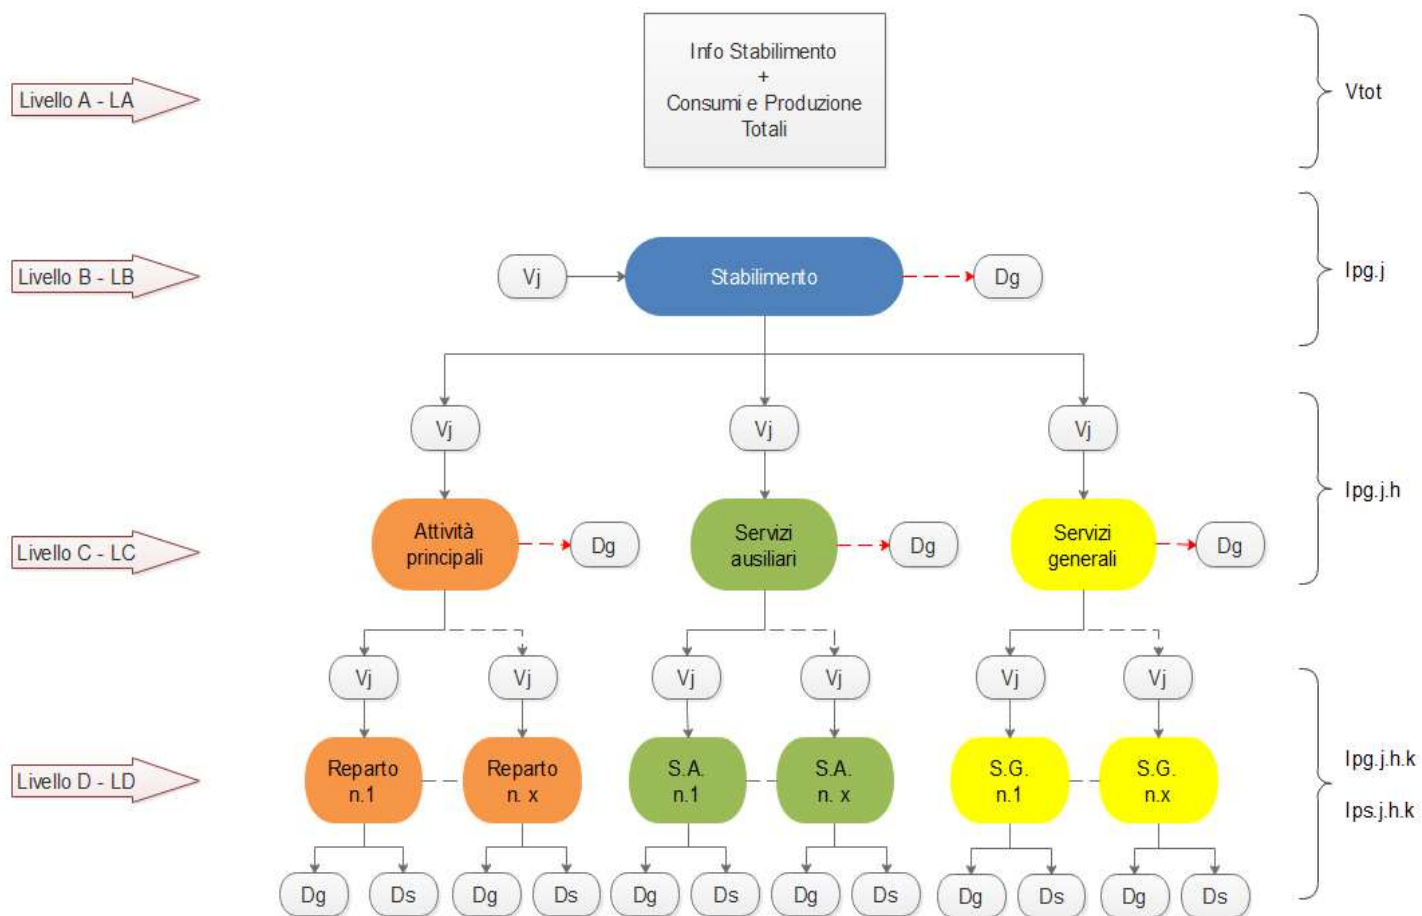 Info Stabilimento
+
Consumi e Produzione
Totali
Livello A - LA
Vtot
Livello B - LB
Vj
Stabilimento
Dg
Ipg.j
Vj
Vj
Vj
Ipg.j.h
Livello C - LC
Attività
principali
Dg
Servizi
ausiliari
Dg
Servizi
generali
Dg
Vj
Vj
Vj
Vj
Vj
Vj
Livello D - LD
Reparto
n.1
Reparto
n. x
S.A.
n.1
S.A.
n. x
S.G.
n.1
S.G.
n.x
Ipg.j.h.k
Ips.j.h.k
Dg
Ds
Dg
Ds
Dg
Ds
Dg
Ds
Dg
Ds
Dg
Ds